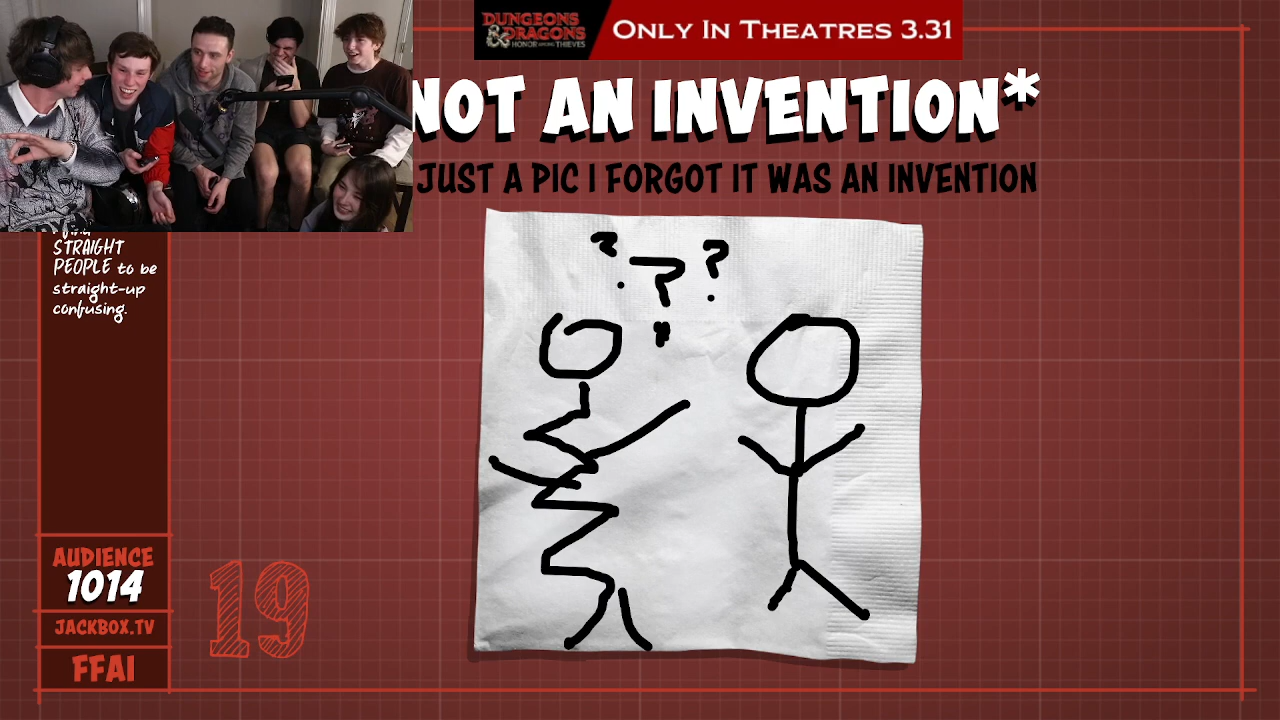 DUNGEONS
& DRAGONS
HONOR AMONG THIEVES
ONLY IN THEATRES 3.31
NOT AN INVENTION*
JUST A PIC I FORGOT IT WAS AN INVENTION
STRAIGHT
PEOPLE to be
straight-up
confusing.
? ? ?
AUDIENCE
1014
JACKBOX.TV
FFAI
19